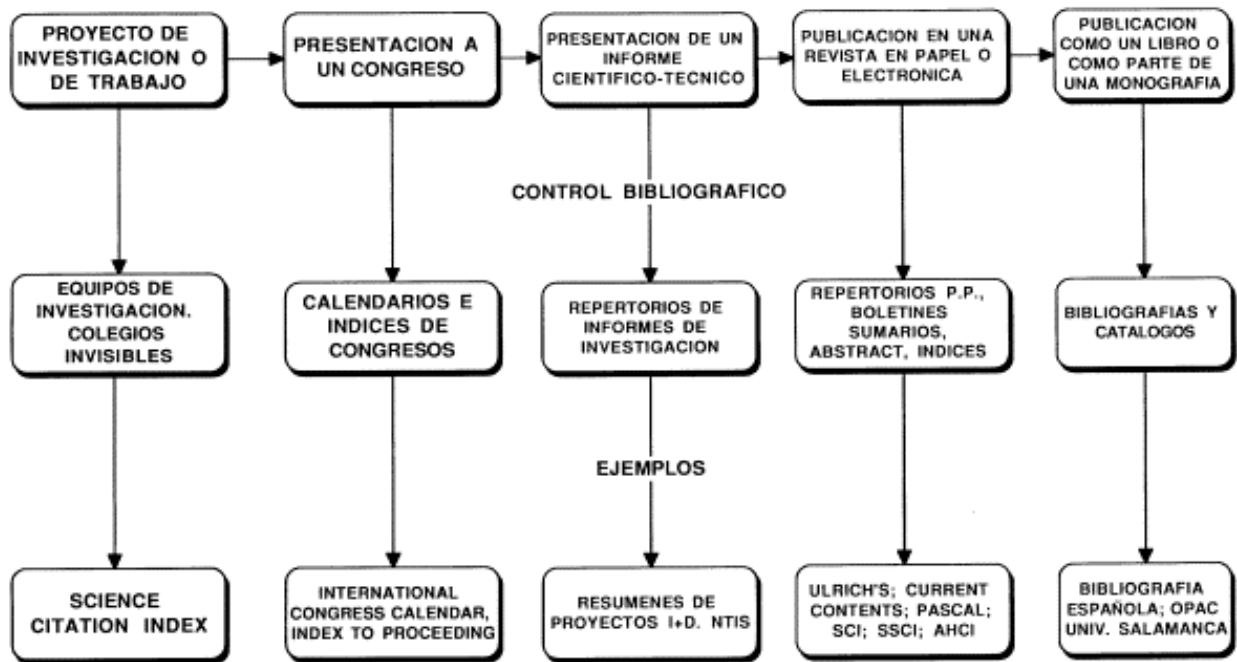 PROYECTO DE
INVESTIGACION O
DE TRABAJO
PRESENTACION A
UN CONGRESO
PRESENTACION DE UN
INFORME
CIENTIFICO-TECNICO
PUBLICACION EN UNA
REVISTA EN PAPEL O
ELECTRONICA
PUBLICACION
COMO UN LIBRO O
COMO PARTE DE
UNA MONOGRAFIA
CONTROL BIBLIOGRAFICO
EQUIPOS DE
INVESTIGACION.
COLEGIOS
INVISIBLES
CALENDARIOS E
INDICES DE
CONGRESOS
REPERTORIOS DE
INFORMES DE
INVESTIGACION
REPERTORIOS P.P.,
BOLETINES
SUMARIOS,
ABSTRACT, INDICES
BIBLIOGRAFIAS Y
CATALOGOS
EJEMPLOS
SCIENCE
CITATION INDEX
INTERNATIONAL
CONGRESS CALENDAR,
INDEX TO PROCEEDING
RESUMENES DE
PROYECTOS I+D. NTIS
ULRICH'S; CURRENT
CONTENTS; PASCAL;
SCI; SSCI; AHCI
BIBLIOGRAFIA
ESPAÑOLA; OPAC
UNIV. SALAMANCA